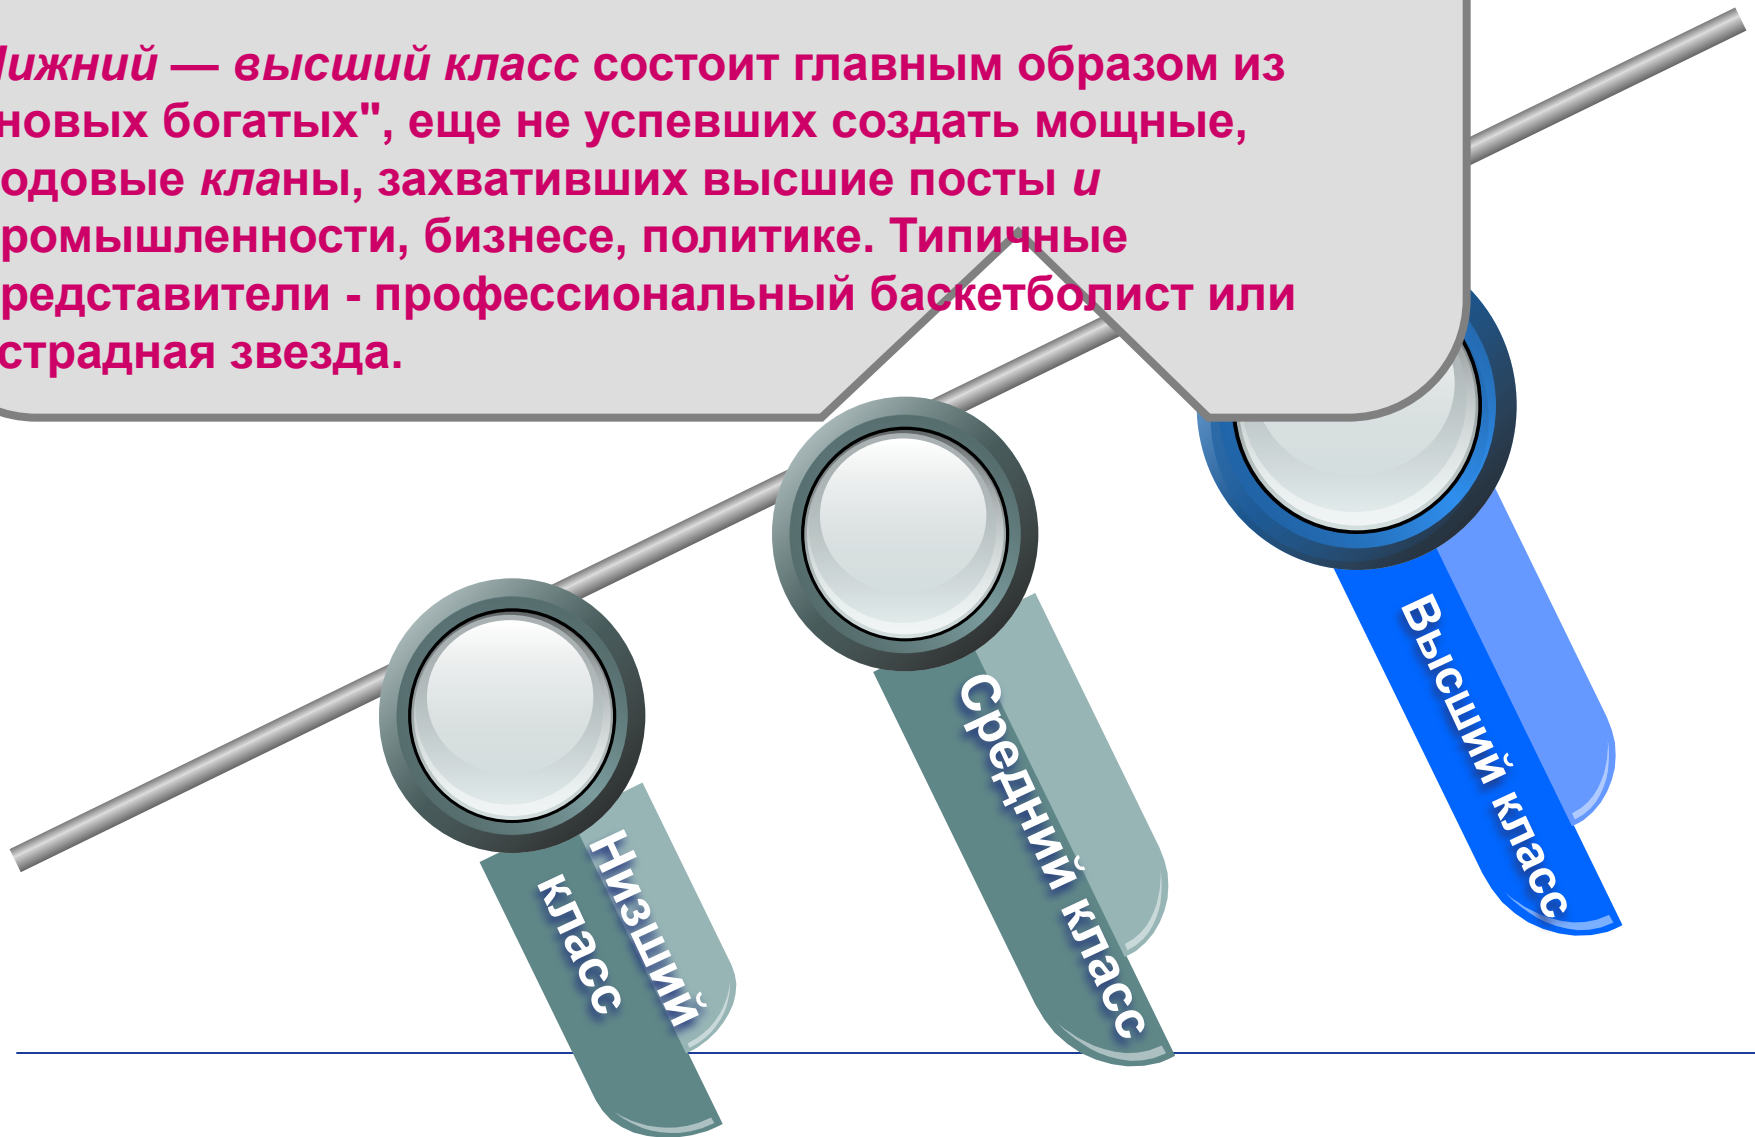 Нижний — высший класс состоит главным образом из
новых богатых", еще не успевших создать мощные,
одовые кланы, захвативших высшие посты и
ромышленности, бизнесе, политике. Типичные
редставители - профессиональный баскетболист или
страдная звезда.
Низший
класс
Средний класс
Высший класс